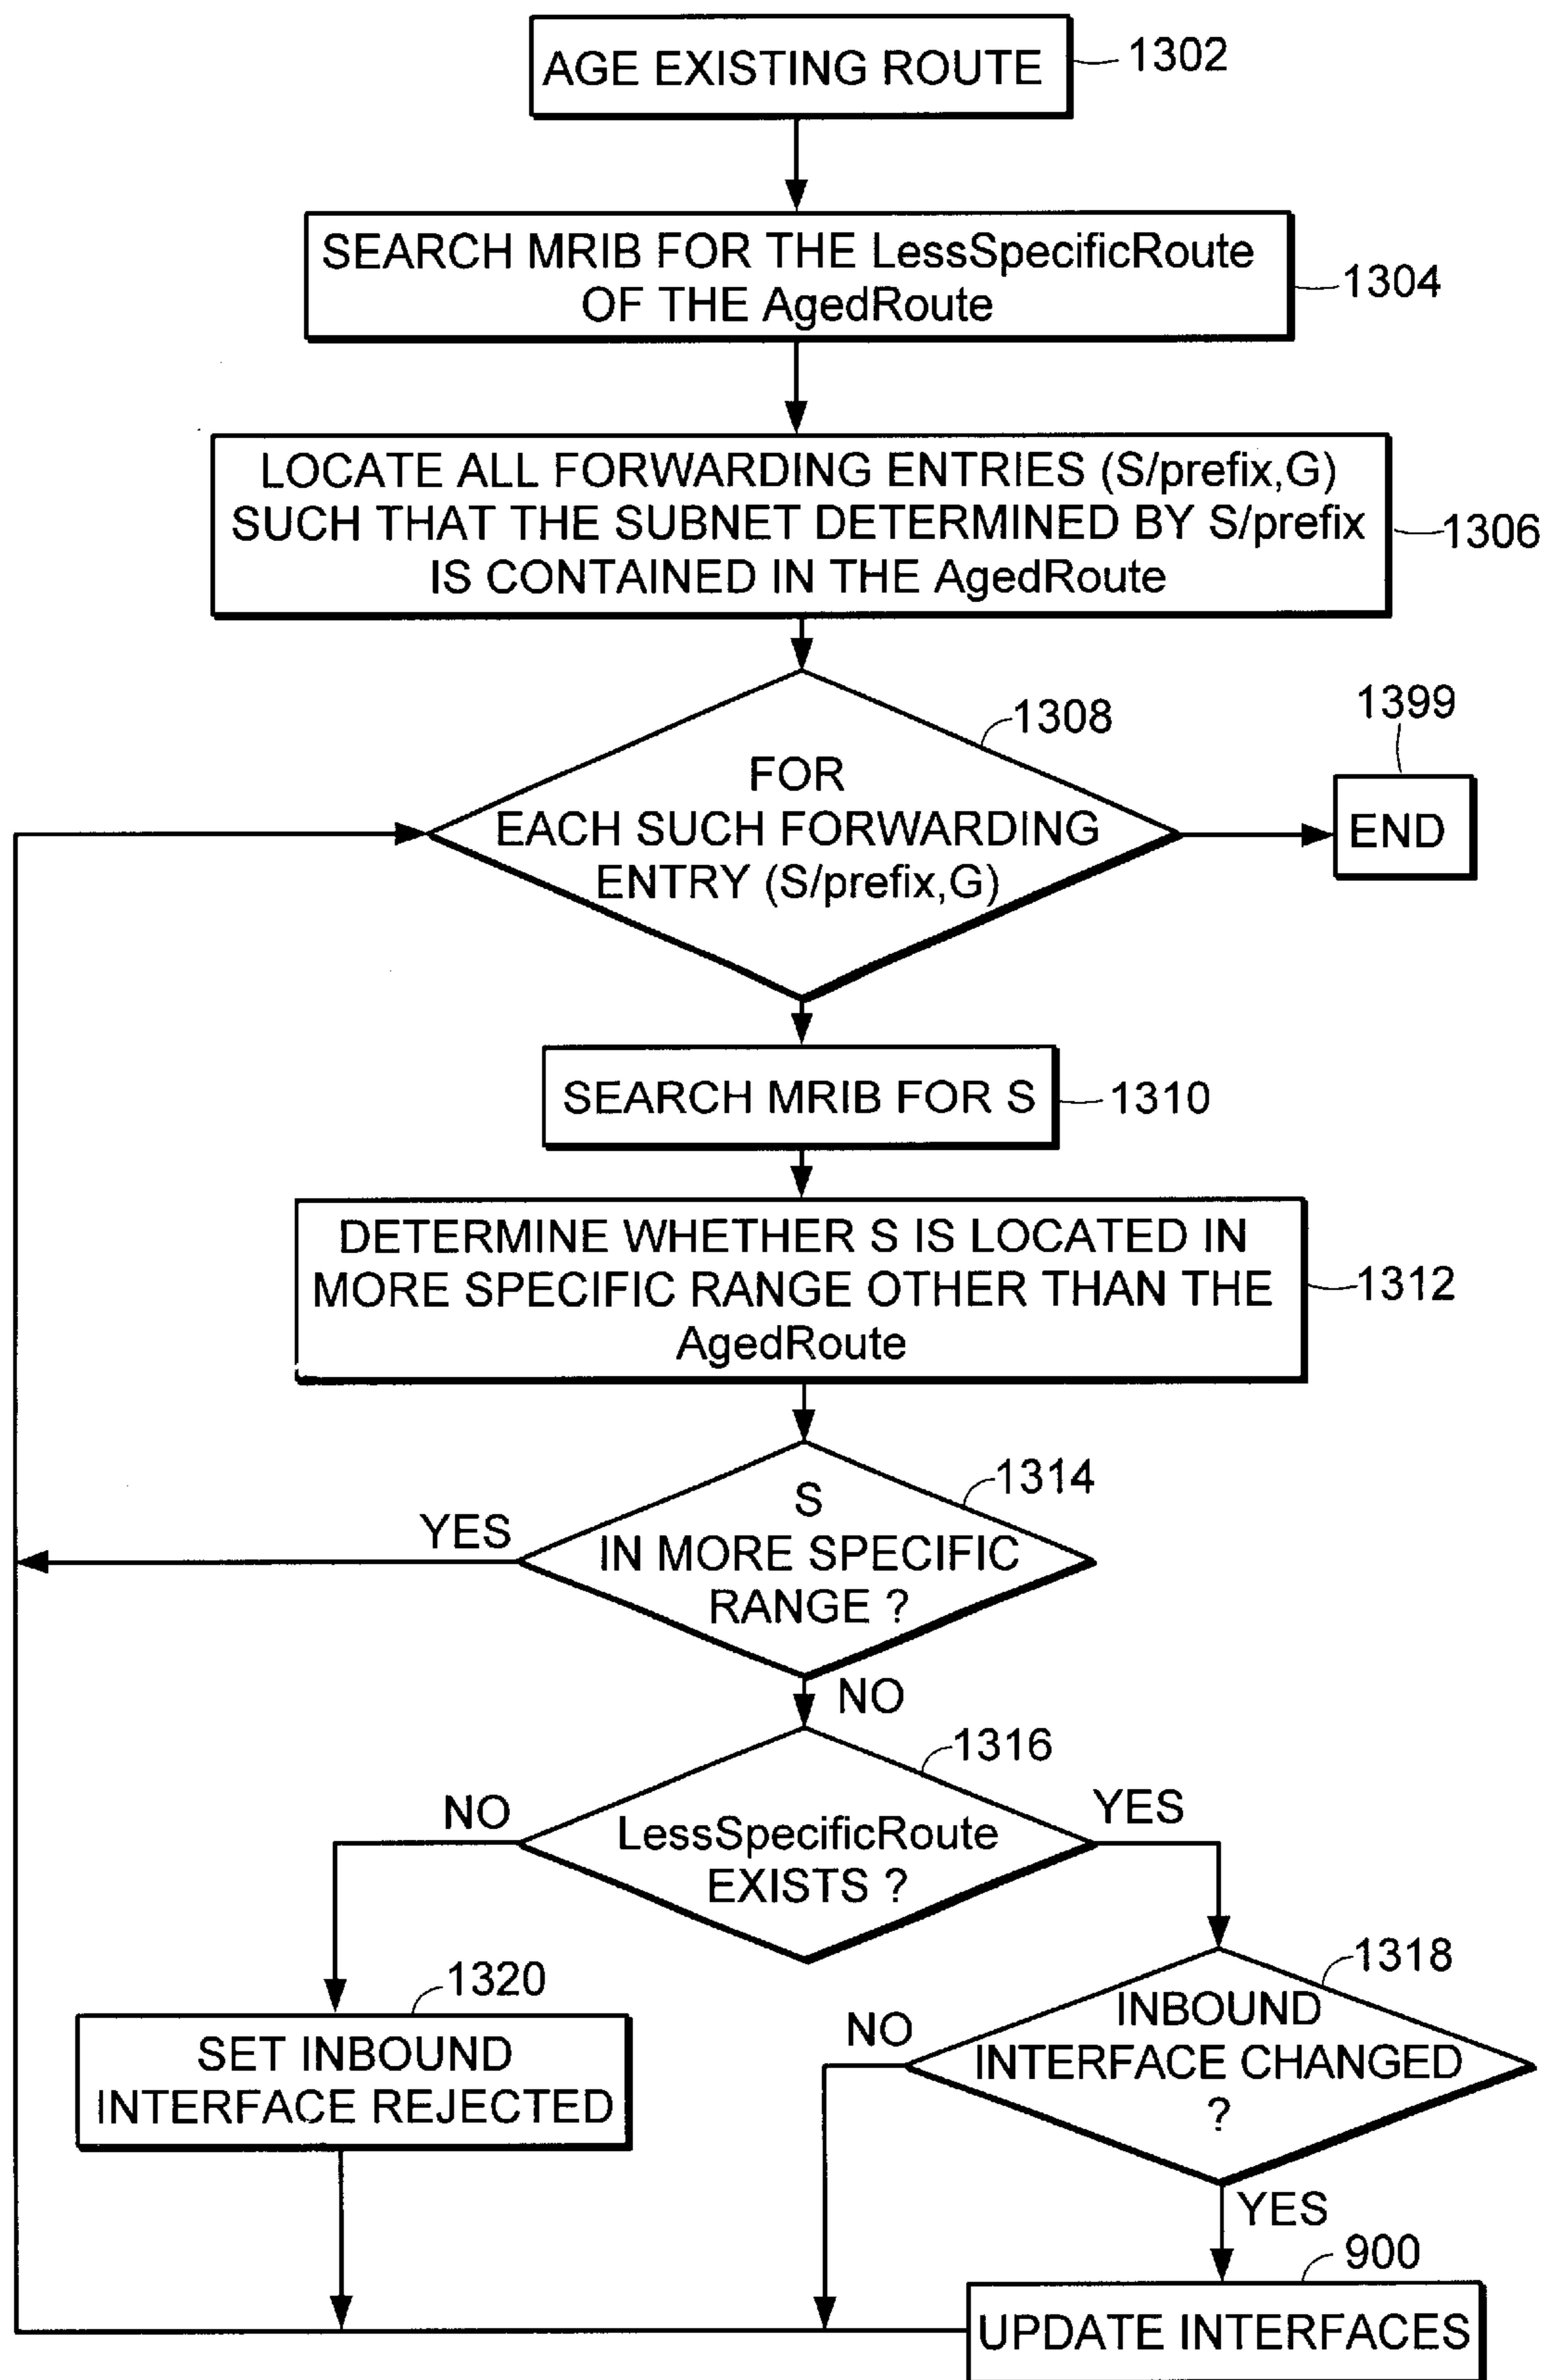 AGE EXISTING ROUTE
1302
SEARCH MRIB FOR THE LessSpecificRoute
OF THE AgedRoute
1304
LOCATE ALL FORWARDING ENTRIES (S/prefix,G)
SUCH THAT THE SUBNET DETERMINED BY S/prefix
IS CONTAINED IN THE AgedRoute
1306
1308
FOR
EACH SUCH FORWARDING
ENTRY (S/prefix,G)
1399
END
SEARCH MRIB FOR S
1310
DETERMINE WHETHER S IS LOCATED IN
MORE SPECIFIC RANGE OTHER THAN THE
AgedRoute
1312
1314
S
IN MORE SPECIFIC
RANGE ?
YES
NO
1316
LessSpecificRoute
EXISTS ?
NO
YES
1320
SET INBOUND
INTERFACE REJECTED
1318
INBOUND
INTERFACE CHANGED
?
NO
YES
900
UPDATE INTERFACES